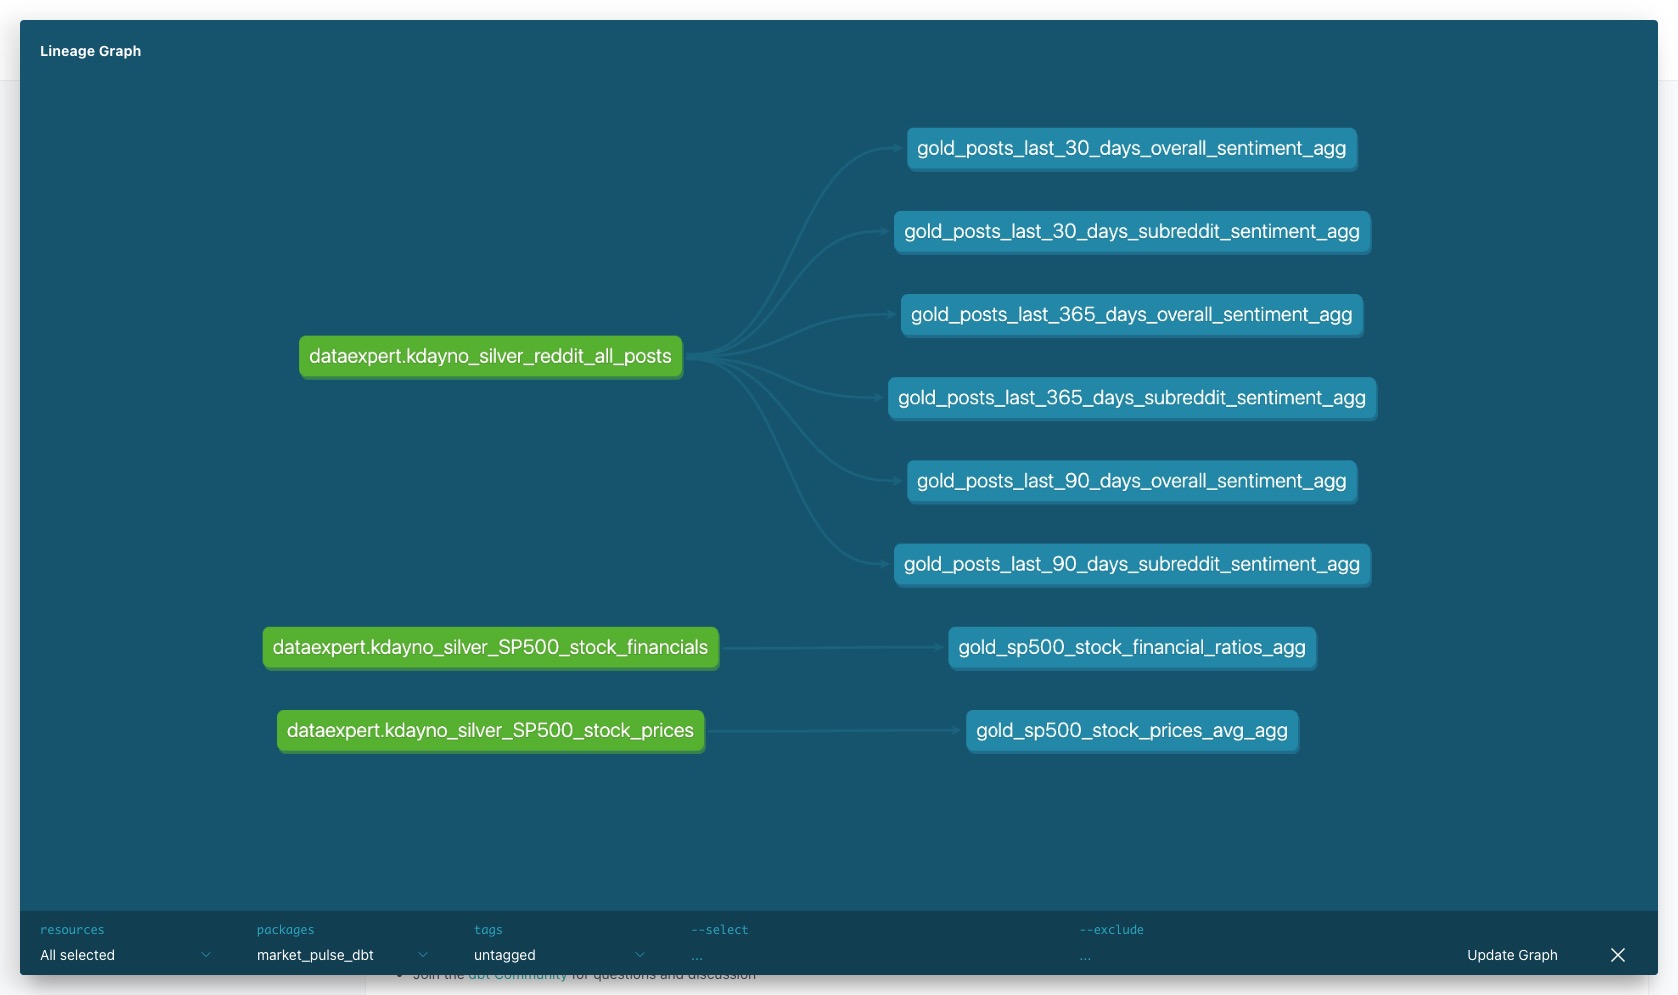 Lineage Graph
gold_posts_last_30_days_overall_sentiment_agg
gold_posts_last_30_days_subreddit_sentiment_agg
gold_posts_last_365_days_overall_sentiment_agg
dataexpert.kdayno_silver_reddit_all_posts
gold_posts_last_365_days_subreddit_sentiment_agg
gold_posts_last_90_days_overall_sentiment_agg
gold_posts_last_90_days_subreddit_sentiment_agg
dataexpert.kdayno_silver_SP500_stock_financials
gold_sp500_stock_financial_ratios_agg
dataexpert.kdayno_silver_SP500_stock_prices
gold_sp500_stock_prices_avg_agg
resources packages tags --select --exclude
All selected market_pulse_dbt untagged ... ... Update Graph
Join the dbt Community for questions and discussion